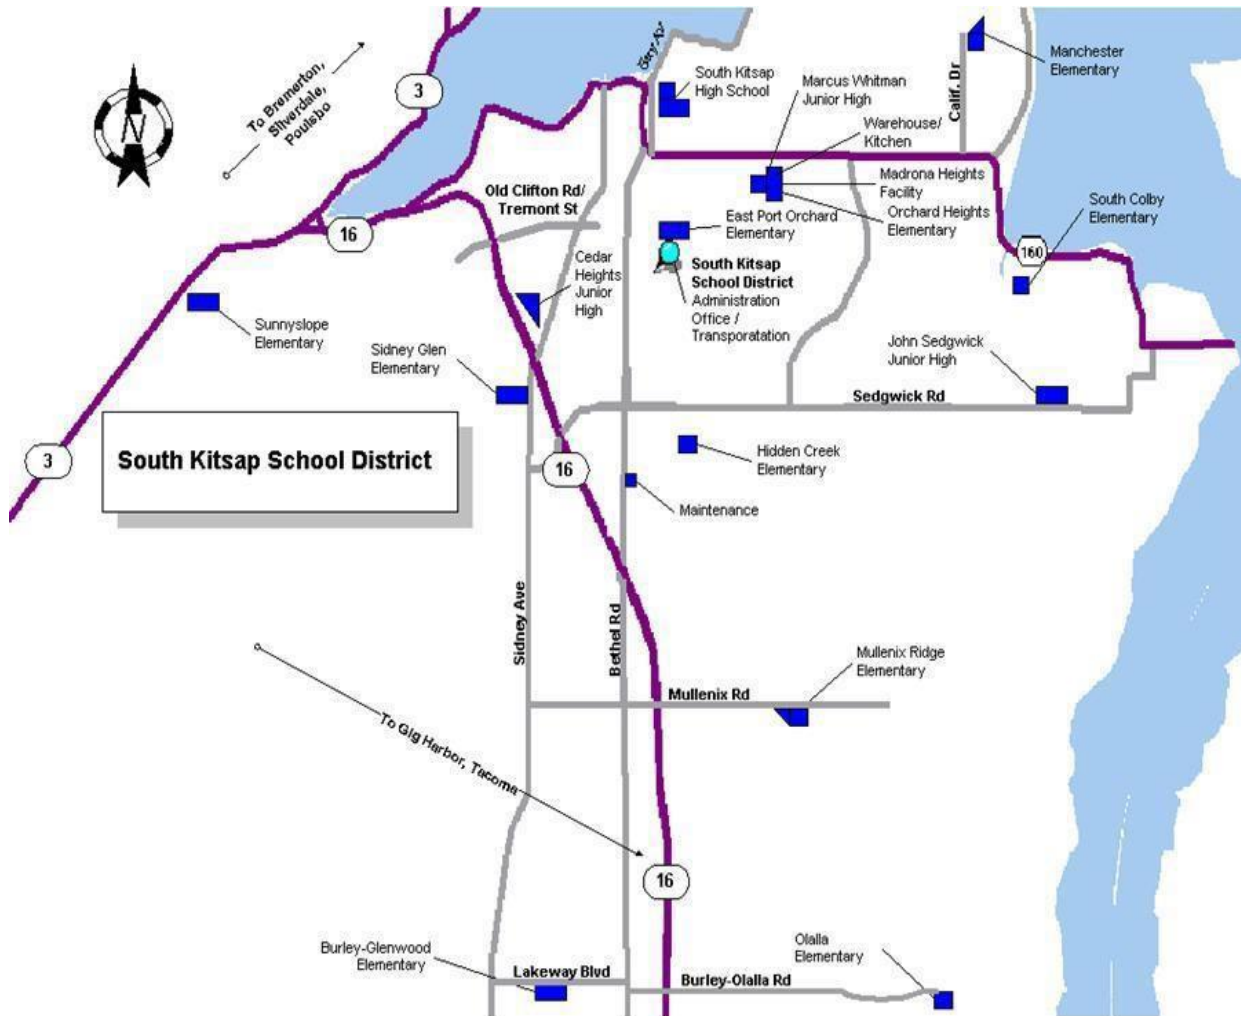 N
To Bremerton,
Silverdale,
Poulsbo
3
South Kitsap
High School
Marcus Whitman
Junior High
Warehouse/
Kitchen
Madrona Heights
Facility
Orchard Heights
Elementary
Calif. Dr
Manchester
Elementary
South Colby
Elementary
Old Clifton Rd/
Tremont St
16
East Port Orchard
Elementary
160
Cedar
Heights
Junior
High
South Kitsap
School District
Administration
Office /
Transporatation
Sunnyslope
Elementary
Sidney Glen
Elementary
John Sedgwick
Junior High
Sedgwick Rd
3
South Kitsap School District
16
Hidden Creek
Elementary
Maintenance
Sidney Ave
Bethel Rd
Mullenix Ridge
Elementary
Mullenix Rd
To Gig Harbor, Tacoma
16
Burley-Glenwood
Elementary
Lakeway Blvd
Burley-Olalla Rd
Olalla
Elementary